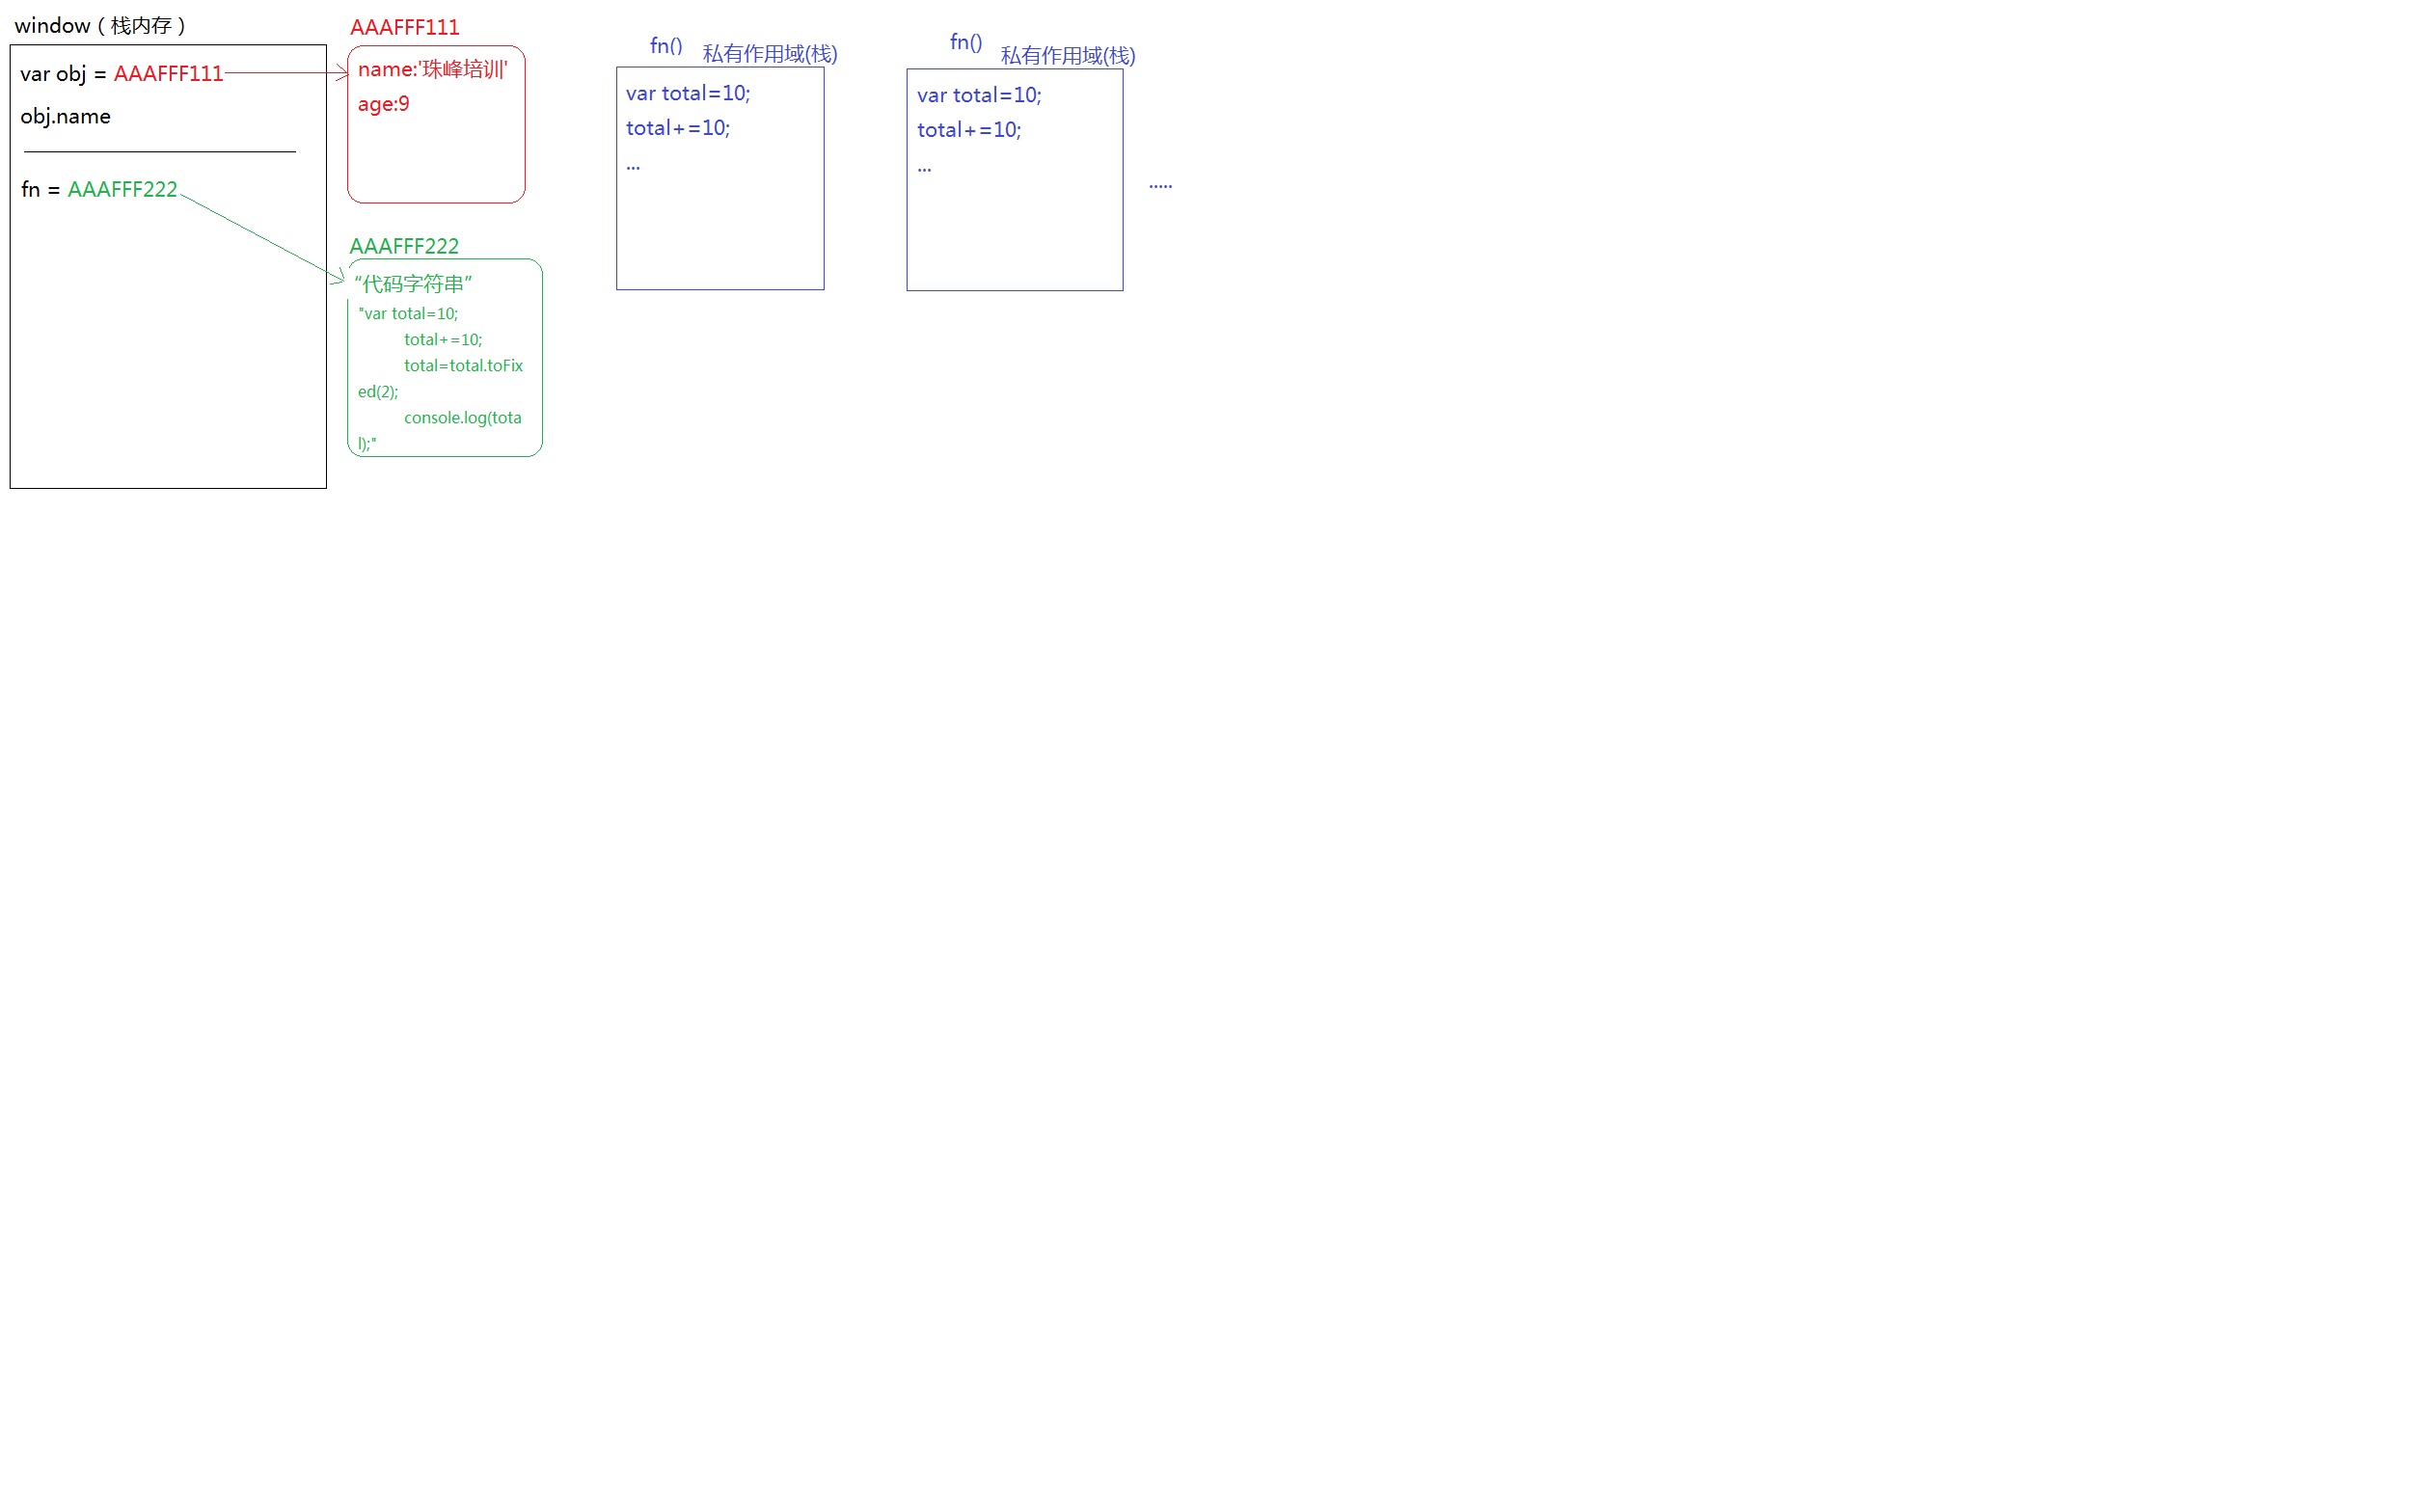 window（栈内存）
var obj = AAAFFF111
obj.name
fn = AAAFFF222
AAAFFF111
name:'珠峰培训'
age:9
AAAFFF222
“代码字符串”
"var total=10;
total+=10;
total=total.toFix
ed(2);
console.log(tota
l);"
fn()
私有作用域(栈)
var total=10;
total+=10;
...
fn()
私有作用域(栈)
var total=10;
total+=10;
...
.....